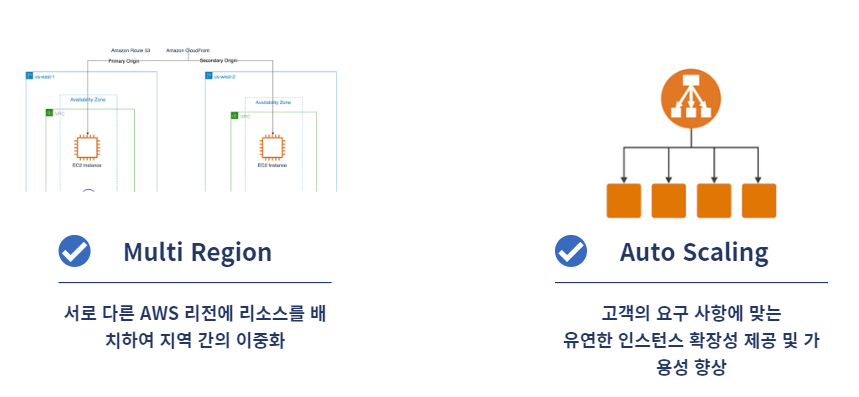 Amazon Route 53
Amazon CloudFront
Primary Origin
Secondary Origin
us-west-1
us-west-2
Availability Zone
Availability Zone
VPC
VPC
EC2 Instance
EC2 Instance
Multi Region
서로 다른 AWS 리전에 리소스를 배
치하여 지역 간의 이중화
Auto Scaling
고객의 요구 사항에 맞는
유연한 인스턴스 확장성 제공 및 가
용성 향상